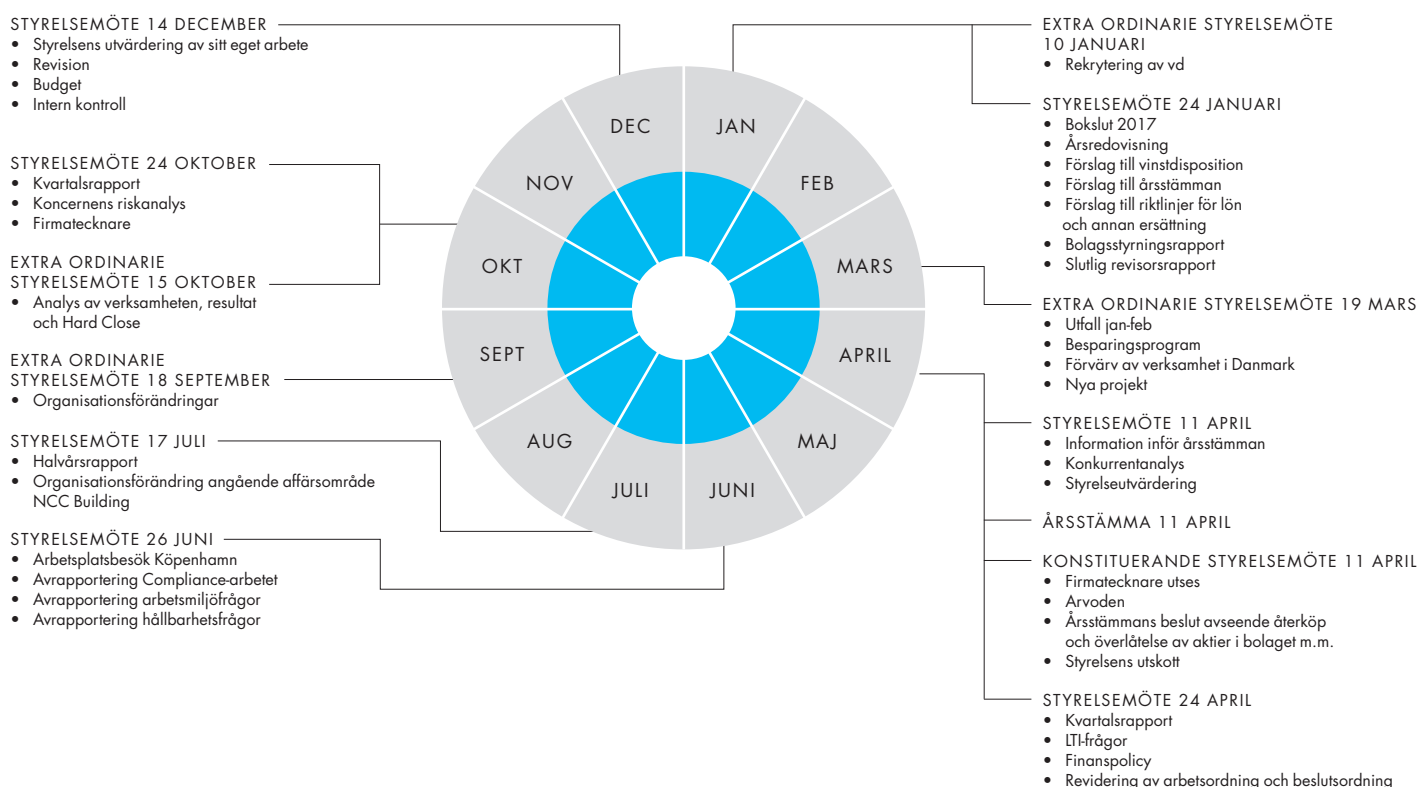 STYRELSEMÖTE 14 DECEMBER
• Styrelsens utvärdering av sitt eget arbete
• Revision
• Budget
• Intern kontroll
STYRELSEMÖTE 24 OKTOBER
• Kvartalsrapport
• Koncernens riskanalys
• Firmatecknare
EXTRA ORDINARIE
STYRELSEMÖTE 15 OKTOBER
• Analys av verksamheten, resultat
och Hard Close
EXTRA ORDINARIE
STYRELSEMÖTE 18 SEPTEMBER
• Organisationsförändringar
STYRELSEMÖTE 17 JULI
• Halvårsrapport
• Organisationsförändring angående affärsområde
NCC Building
STYRELSEMÖTE 26 JUNI
• Arbetsplatsbesök Köpenhamn
• Avrapportering Compliance-arbetet
• Avrapportering arbetsmiljöfrågor
• Avrapportering hållbarhetsfrågor
JAN
FEB
MARS
APRIL
MAJ
JUNI
JULI
AUG
SEPT
OKT
NOV
DEC
EXTRA ORDINARIE STYRELSEMÖTE
10 JANUARI
• Rekrytering av vd
STYRELSEMÖTE 24 JANUARI
• Bokslut 2017
• Årsredovisning
• Förslag till vinstdisposition
• Förslag till årsstämman
• Förslag till riktlinjer för lön
och annan ersättning
• Bolagsstyrningsrapport
• Slutlig revisorsrapport
EXTRA ORDINARIE STYRELSEMÖTE 19 MARS
• Utfall jan-feb
• Besparingsprogram
• Förvärv av verksamhet i Danmark
• Nya projekt
STYRELSEMÖTE 11 APRIL
• Information inför årsstämman
• Konkurrentanalys
• Styrelseutvärdering
ÅRSSTÄMMA 11 APRIL
KONSTITUERANDE STYRELSEMÖTE 11 APRIL
• Firmatecknare utses
• Arvoden
• Årsstämmans beslut avseende återköp
och överlåtelse av aktier i bolaget m.m.
• Styrelsens utskott
STYRELSEMÖTE 24 APRIL
• Kvartalsrapport
• LTI-frågor
• Finanspolicy
• Revidering av arbetsordning och beslutsordning